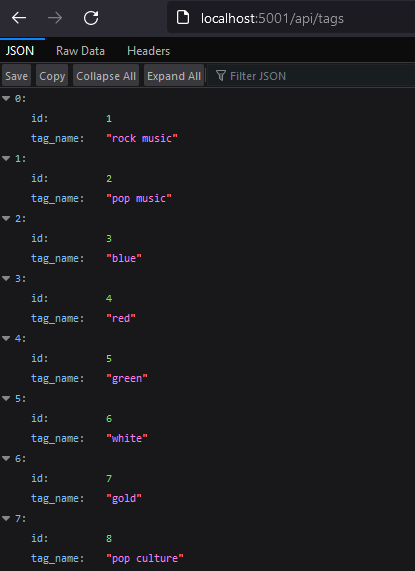 localhost:5001/api/tags
JSON Raw Data Headers
Save Copy Collapse All Expand All Filter JSON
0:
id: 1
tag_name: "rock music"
1:
id: 2
tag_name: "pop music"
2:
id: 3
tag_name: "blue"
3:
id: 4
tag_name: "red"
4:
id: 5
tag_name: "green"
5:
id: 6
tag_name: "white"
6:
id: 7
tag_name: "gold"
7:
id: 8
tag_name: "pop culture"